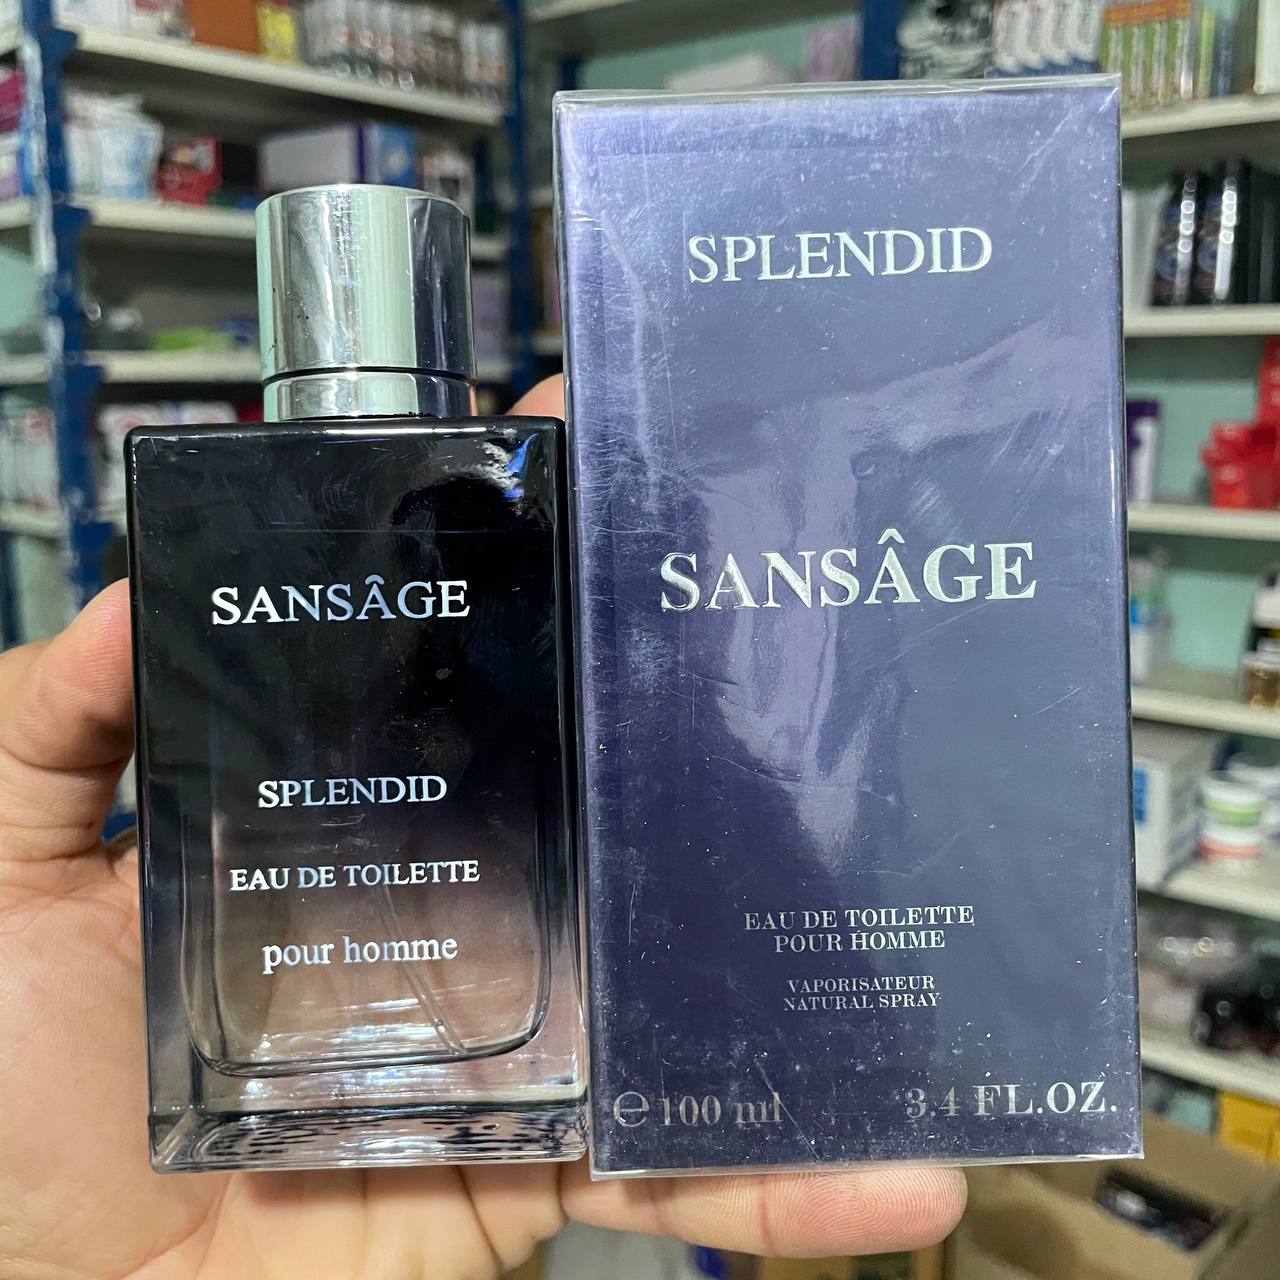 SANSÂGE
SPLENDID
EAU DE TOILETTE
pour homme
SPLENDID
SANSÂGE
EAU DE TOILETTE
POUR HOMME
VAPORISATEUR
NATURAL SPRAY
℮ 100 ml
3.4 FL.OZ.